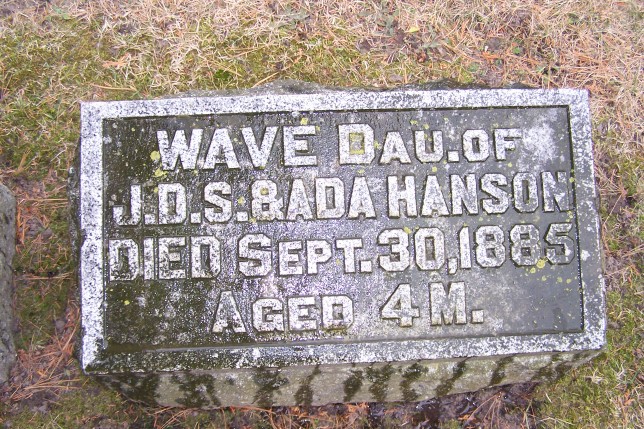 WAVE DAU. OF
J.D.S. & ADA HANSON
DIED SEPT. 30, 1885
AGED 4 M.